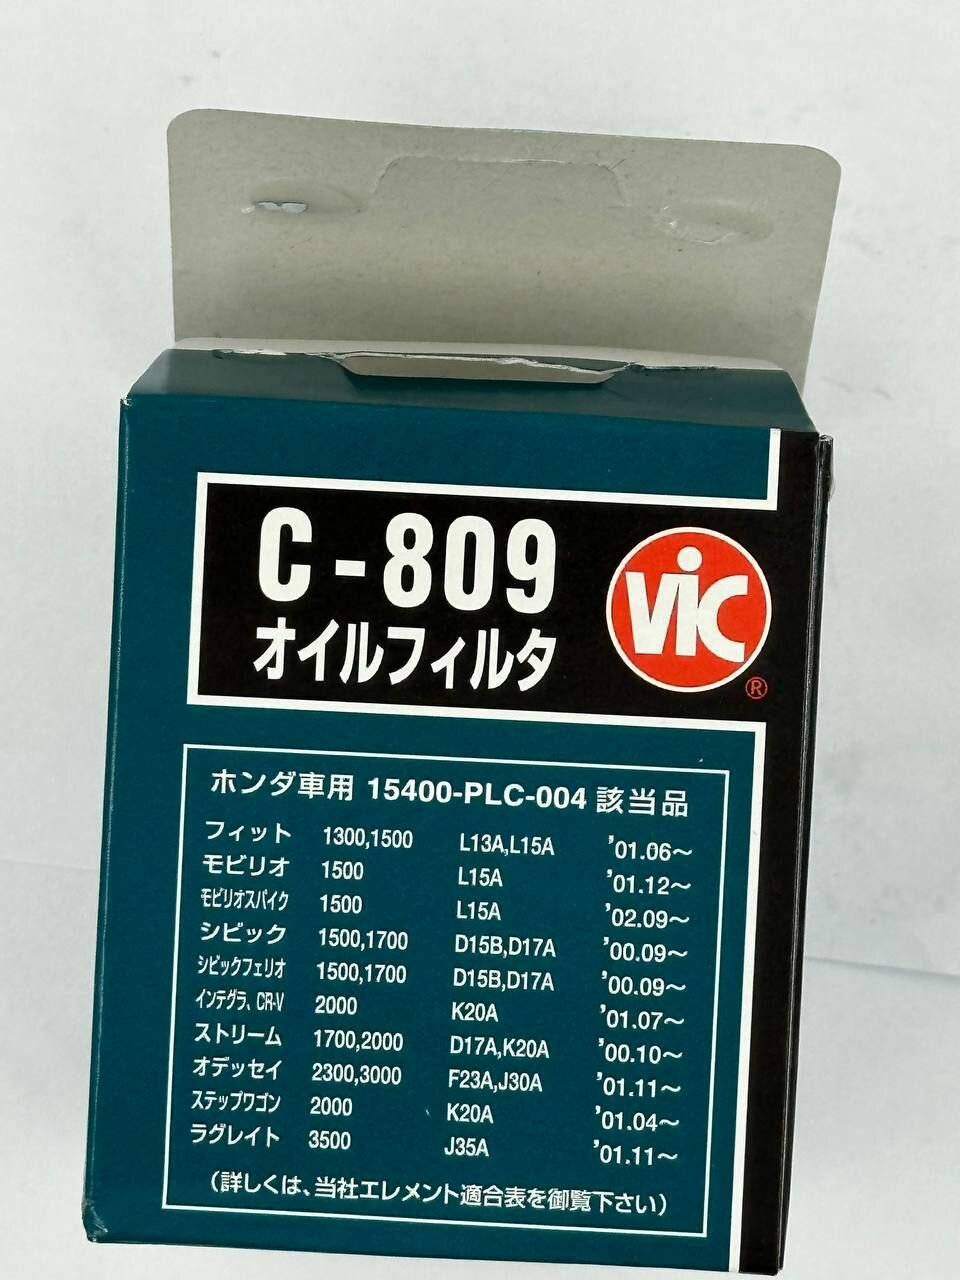 C-809
オイルフィルタ
ViC
®
ホンダ車用 15400-PLC-004 該当品
フィット 1300,1500 L13A,L15A '01.06~
モビリオ 1500 L15A '01.12~
モビリオスパイク 1500 L15A '02.09~
シビック 1500,1700 D15B,D17A '00.09~
シビックフェリオ 1500,1700 D15B,D17A '00.09~
インテグラ、CR-V 2000 K20A '01.07~
ストリーム 1700,2000 D17A,K20A '00.10~
オデッセイ 2300,3000 F23A,J30A '01.11~
ステップワゴン 2000 K20A '01.04~
ラグレイト 3500 J35A '01.11~
(詳しくは、当社エレメント適合表を御覧下さい)